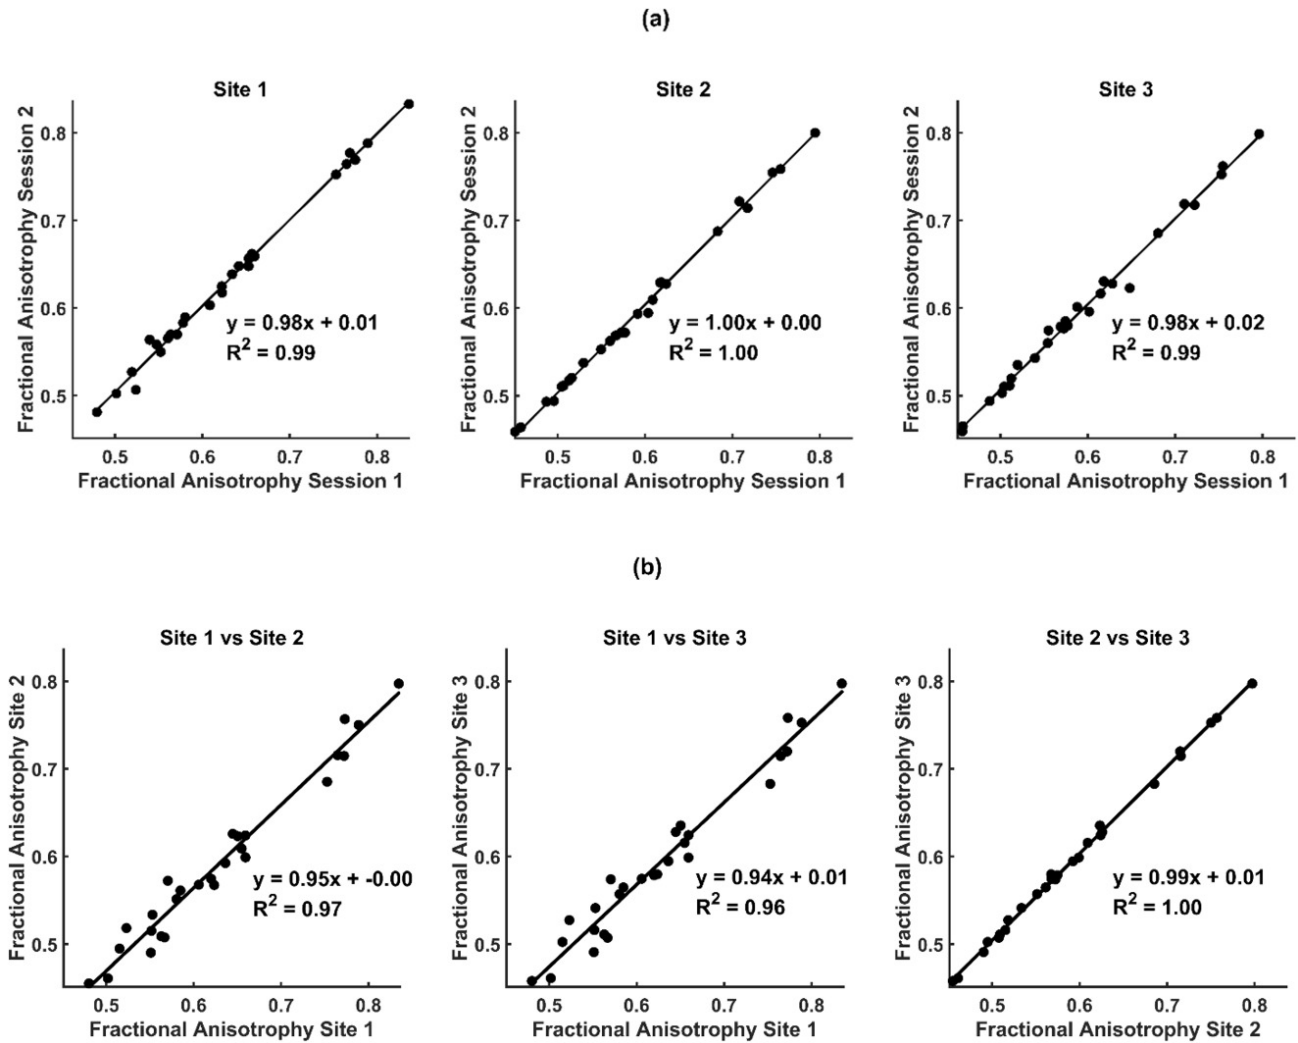 (a)
Site 1
Fractional Anisotropy Session 2
0.8
0.7
0.6
0.5
y = 0.98x + 0.01
R² = 0.99
0.5 0.6 0.7 0.8
Fractional Anisotropy Session 1
Site 2
Fractional Anisotropy Session 2
0.8
0.7
0.6
0.5
y = 1.00x + 0.00
R² = 1.00
0.5 0.6 0.7 0.8
Fractional Anisotropy Session 1
Site 3
Fractional Anisotropy Session 2
0.8
0.7
0.6
0.5
y = 0.98x + 0.02
R² = 0.99
0.5 0.6 0.7 0.8
Fractional Anisotropy Session 1
(b)
Site 1 vs Site 2
Fractional Anisotropy Site 2
0.8
0.7
0.6
0.5
y = 0.95x + -0.00
R² = 0.97
0.5 0.6 0.7 0.8
Fractional Anisotropy Site 1
Site 1 vs Site 3
Fractional Anisotropy Site 3
0.8
0.7
0.6
0.5
y = 0.94x + 0.01
R² = 0.96
0.5 0.6 0.7 0.8
Fractional Anisotropy Site 1
Site 2 vs Site 3
Fractional Anisotropy Site 3
0.8
0.7
0.6
0.5
y = 0.99x + 0.01
R² = 1.00
0.5 0.6 0.7 0.8
Fractional Anisotropy Site 2